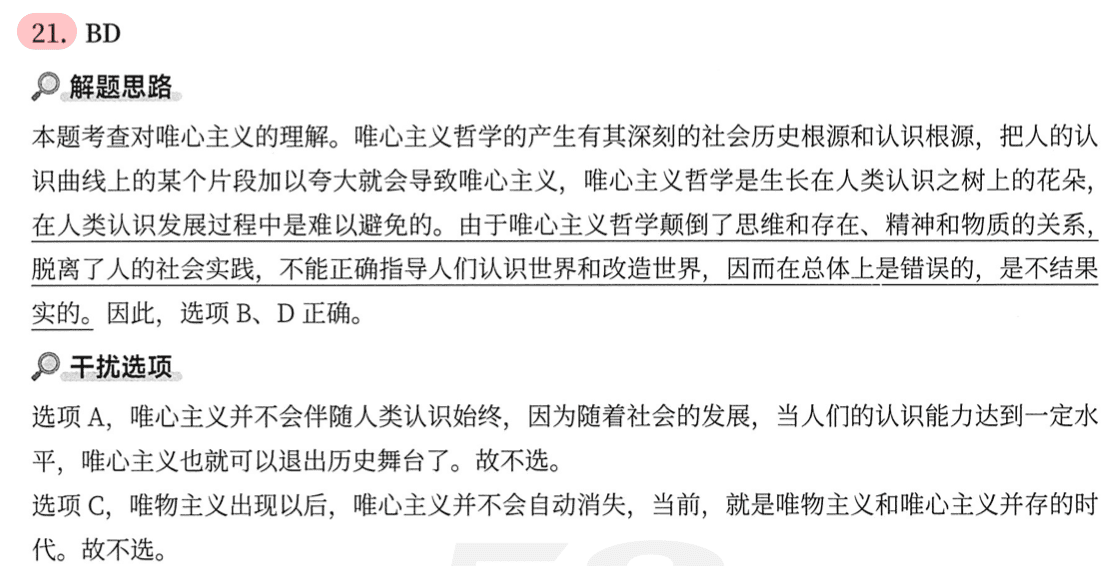 21. BD
解题思路
本题考查对唯心主义的理解。唯心主义哲学的产生有其深刻的社会历史根源和认识根源，把人的认
识曲线上的某个片段加以夸大就会导致唯心主义，唯心主义哲学是生长在人类认识之树上的花朵，
在人类认识发展过程中是难以避免的。由于唯心主义哲学颠倒了思维和存在、精神和物质的关系，
脱离了人的社会实践，不能正确指导人们认识世界和改造世界，因而在总体上是错误的，是不结果
实的。因此，选项 B、D 正确。
干扰选项
选项 A，唯心主义并不会伴随人类认识始终，因为随着社会的发展，当人们的认识能力达到一定水
平，唯心主义也就可以退出历史舞台了。故不选。
选项 C，唯物主义出现以后，唯心主义并不会自动消失，当前，就是唯物主义和唯心主义并存的时
代。故不选。